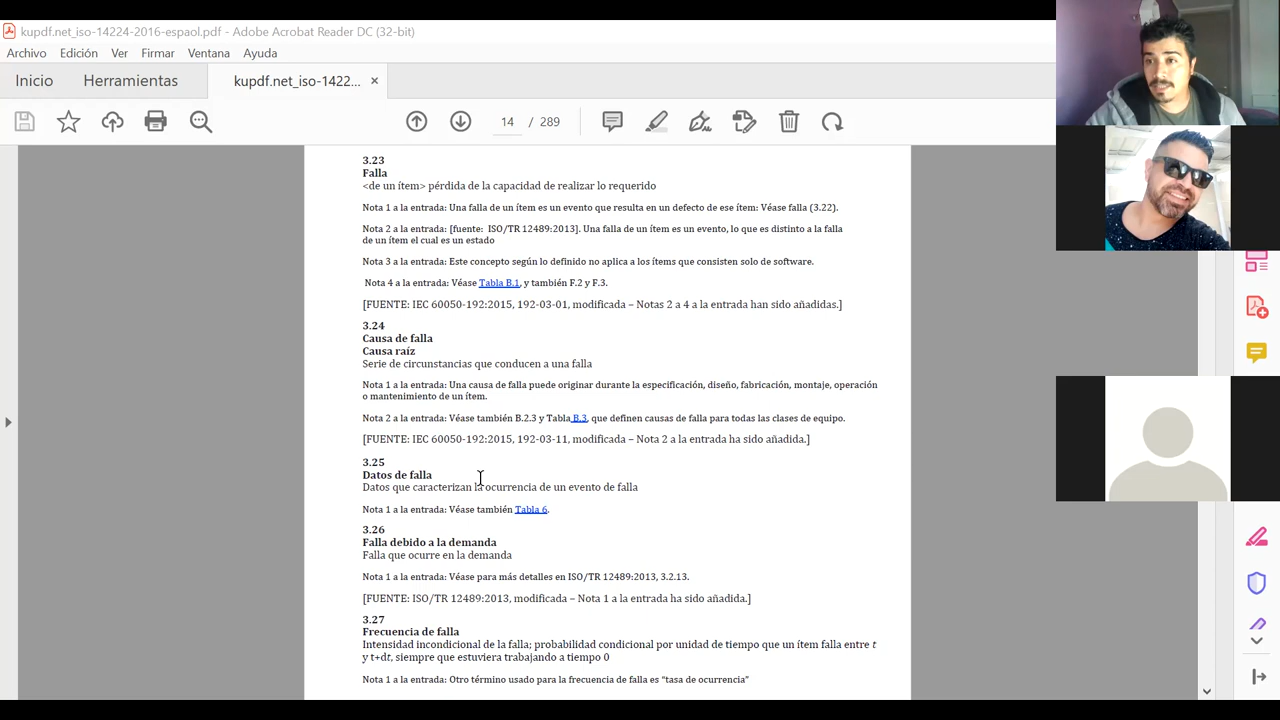 kupdf.net_iso-14224-2016-espaol.pdf - Adobe Acrobat Reader DC (32-bit)
Archivo Edición Ver Firmar Ventana Ayuda
Inicio Herramientas kupdf.net_iso-1422... ×
14 / 289
3.23
Falla
<de un ítem> pérdida de la capacidad de realizar lo requerido
Nota 1 a la entrada: Una falla de un ítem es un evento que resulta en un defecto de ese ítem: Véase falla (3.22).
Nota 2 a la entrada: [fuente: ISO/TR 12489:2013]. Una falla de un ítem es un evento, lo que es distinto a la falla
de un ítem el cual es un estado
Nota 3 a la entrada: Este concepto según lo definido no aplica a los ítems que consisten solo de software.
Nota 4 a la entrada: Véase Tabla B.1, y también F.2 y F.3.
[FUENTE: IEC 60050-192:2015, 192-03-01, modificada – Notas 2 a 4 a la entrada han sido añadidas.]
3.24
Causa de falla
Causa raíz
Serie de circunstancias que conducen a una falla
Nota 1 a la entrada: Una causa de falla puede originar durante la especificación, diseño, fabricación, montaje, operación
o mantenimiento de un ítem.
Nota 2 a la entrada: Véase también B.2.3 y Tabla B.3, que definen causas de falla para todas las clases de equipo.
[FUENTE: IEC 60050-192:2015, 192-03-11, modificada – Nota 2 a la entrada ha sido añadida.]
3.25
Datos de falla
Datos que caracterizan la ocurrencia de un evento de falla
Nota 1 a la entrada: Véase también Tabla 6.
3.26
Falla debido a la demanda
Falla que ocurre en la demanda
Nota 1 a la entrada: Véase para más detalles en ISO/TR 12489:2013, 3.2.13.
[FUENTE: ISO/TR 12489:2013, modificada – Nota 1 a la entrada ha sido añadida.]
3.27
Frecuencia de falla
Intensidad incondicional de la falla; probabilidad condicional por unidad de tiempo que un ítem falla entre t
y t+dt, siempre que estuviera trabajando a tiempo 0
Nota 1 a la entrada: Otro término usado para la frecuencia de falla es “tasa de ocurrencia”